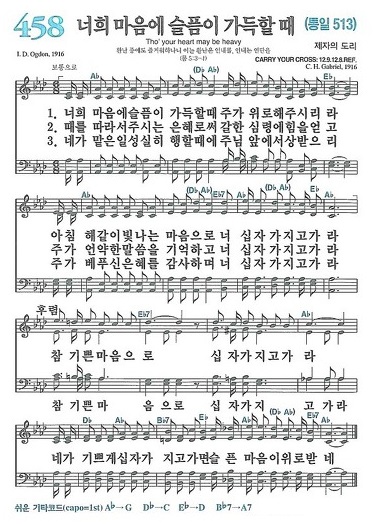 458 너희 마음에 슬픔이 가득할 때 (통일 513)
Tho' your heart may be heavy
환난 중에도 즐거워하나니 이는 환난은 인내를, 인내는 연단을
(롬 5:3~4)
제자의 도리
I. D. Ogdon, 1916
CARRY YOUR CROSS: 12.9.12.8.REF.
C. H. Gabriel, 1916
보통으로
A♭ (D♭ A♭)
1. 너희 마음에슬픔이 가득할때 주가 위로해주시리 라
2. 때를 따라서주시는 은혜로써 갈한 심령에힘을얻 고
3. 네가 맡은일성실히 행할때에 주님 앞에서상받으 리
아침 해같이빛나는 마음으로 너 십자 가지고가 라
주가 언약한말씀을 기억하고 너 십자 가지고가 라
주가 베푸신은혜를 감사하며 너 십자 가지고가 라
후렴
참 기쁜마음으 로 십 자가지고가 라
참 기쁜마 음으 로 십자 가지고 가라
네가 기쁘게십자가 지고가면 슬픈 마음이위로받 네
쉬운 기타코드(capo=1st) A♭→G D♭→C E♭→D B♭7→A7